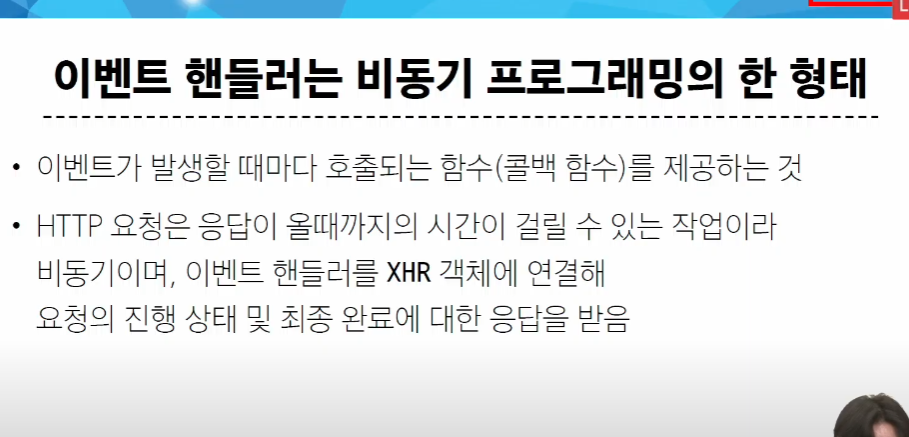 이벤트 핸들러는 비동기 프로그래밍의 한 형태
• 이벤트가 발생할 때마다 호출되는 함수(콜백 함수)를 제공하는 것
• HTTP 요청은 응답이 올때까지의 시간이 걸릴 수 있는 작업이라
비동기이며, 이벤트 핸들러를 XHR 객체에 연결해
요청의 진행 상태 및 최종 완료에 대한 응답을 받음